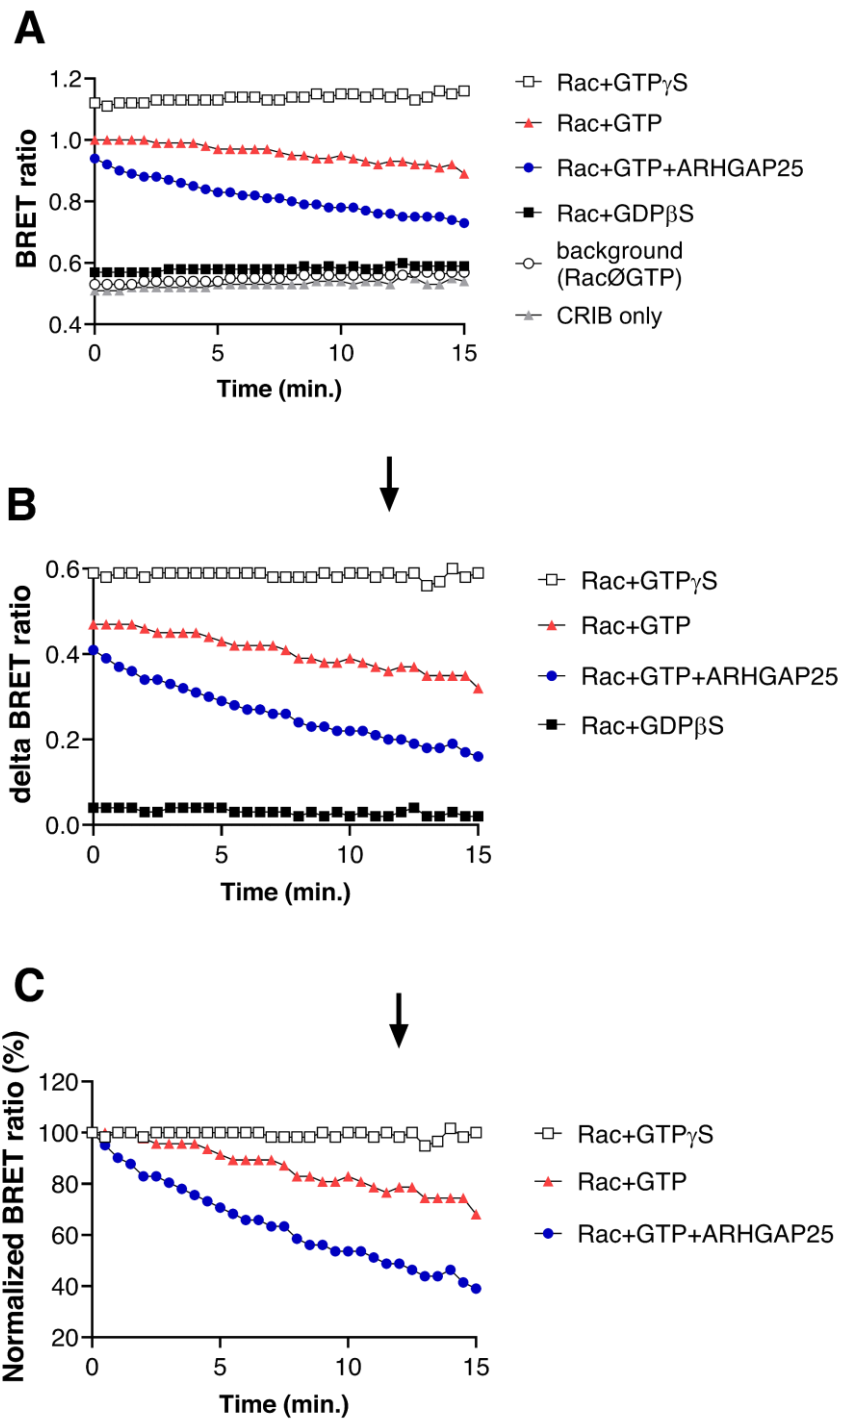 A
1.2
1.0
0.8
0.6
0.4
BRET ratio
0
5
10
15
Time (min.)
Rac+GTPγS
Rac+GTP
Rac+GTP+ARHGAP25
Rac+GDPβS
background
(RacØGTP)
CRIB only
B
0.6
0.4
0.2
0.0
delta BRET ratio
0
5
10
15
Time (min.)
Rac+GTPγS
Rac+GTP
Rac+GTP+ARHGAP25
Rac+GDPβS
C
120
100
80
60
40
20
Normalized BRET ratio (%)
0
5
10
15
Time (min.)
Rac+GTPγS
Rac+GTP
Rac+GTP+ARHGAP25